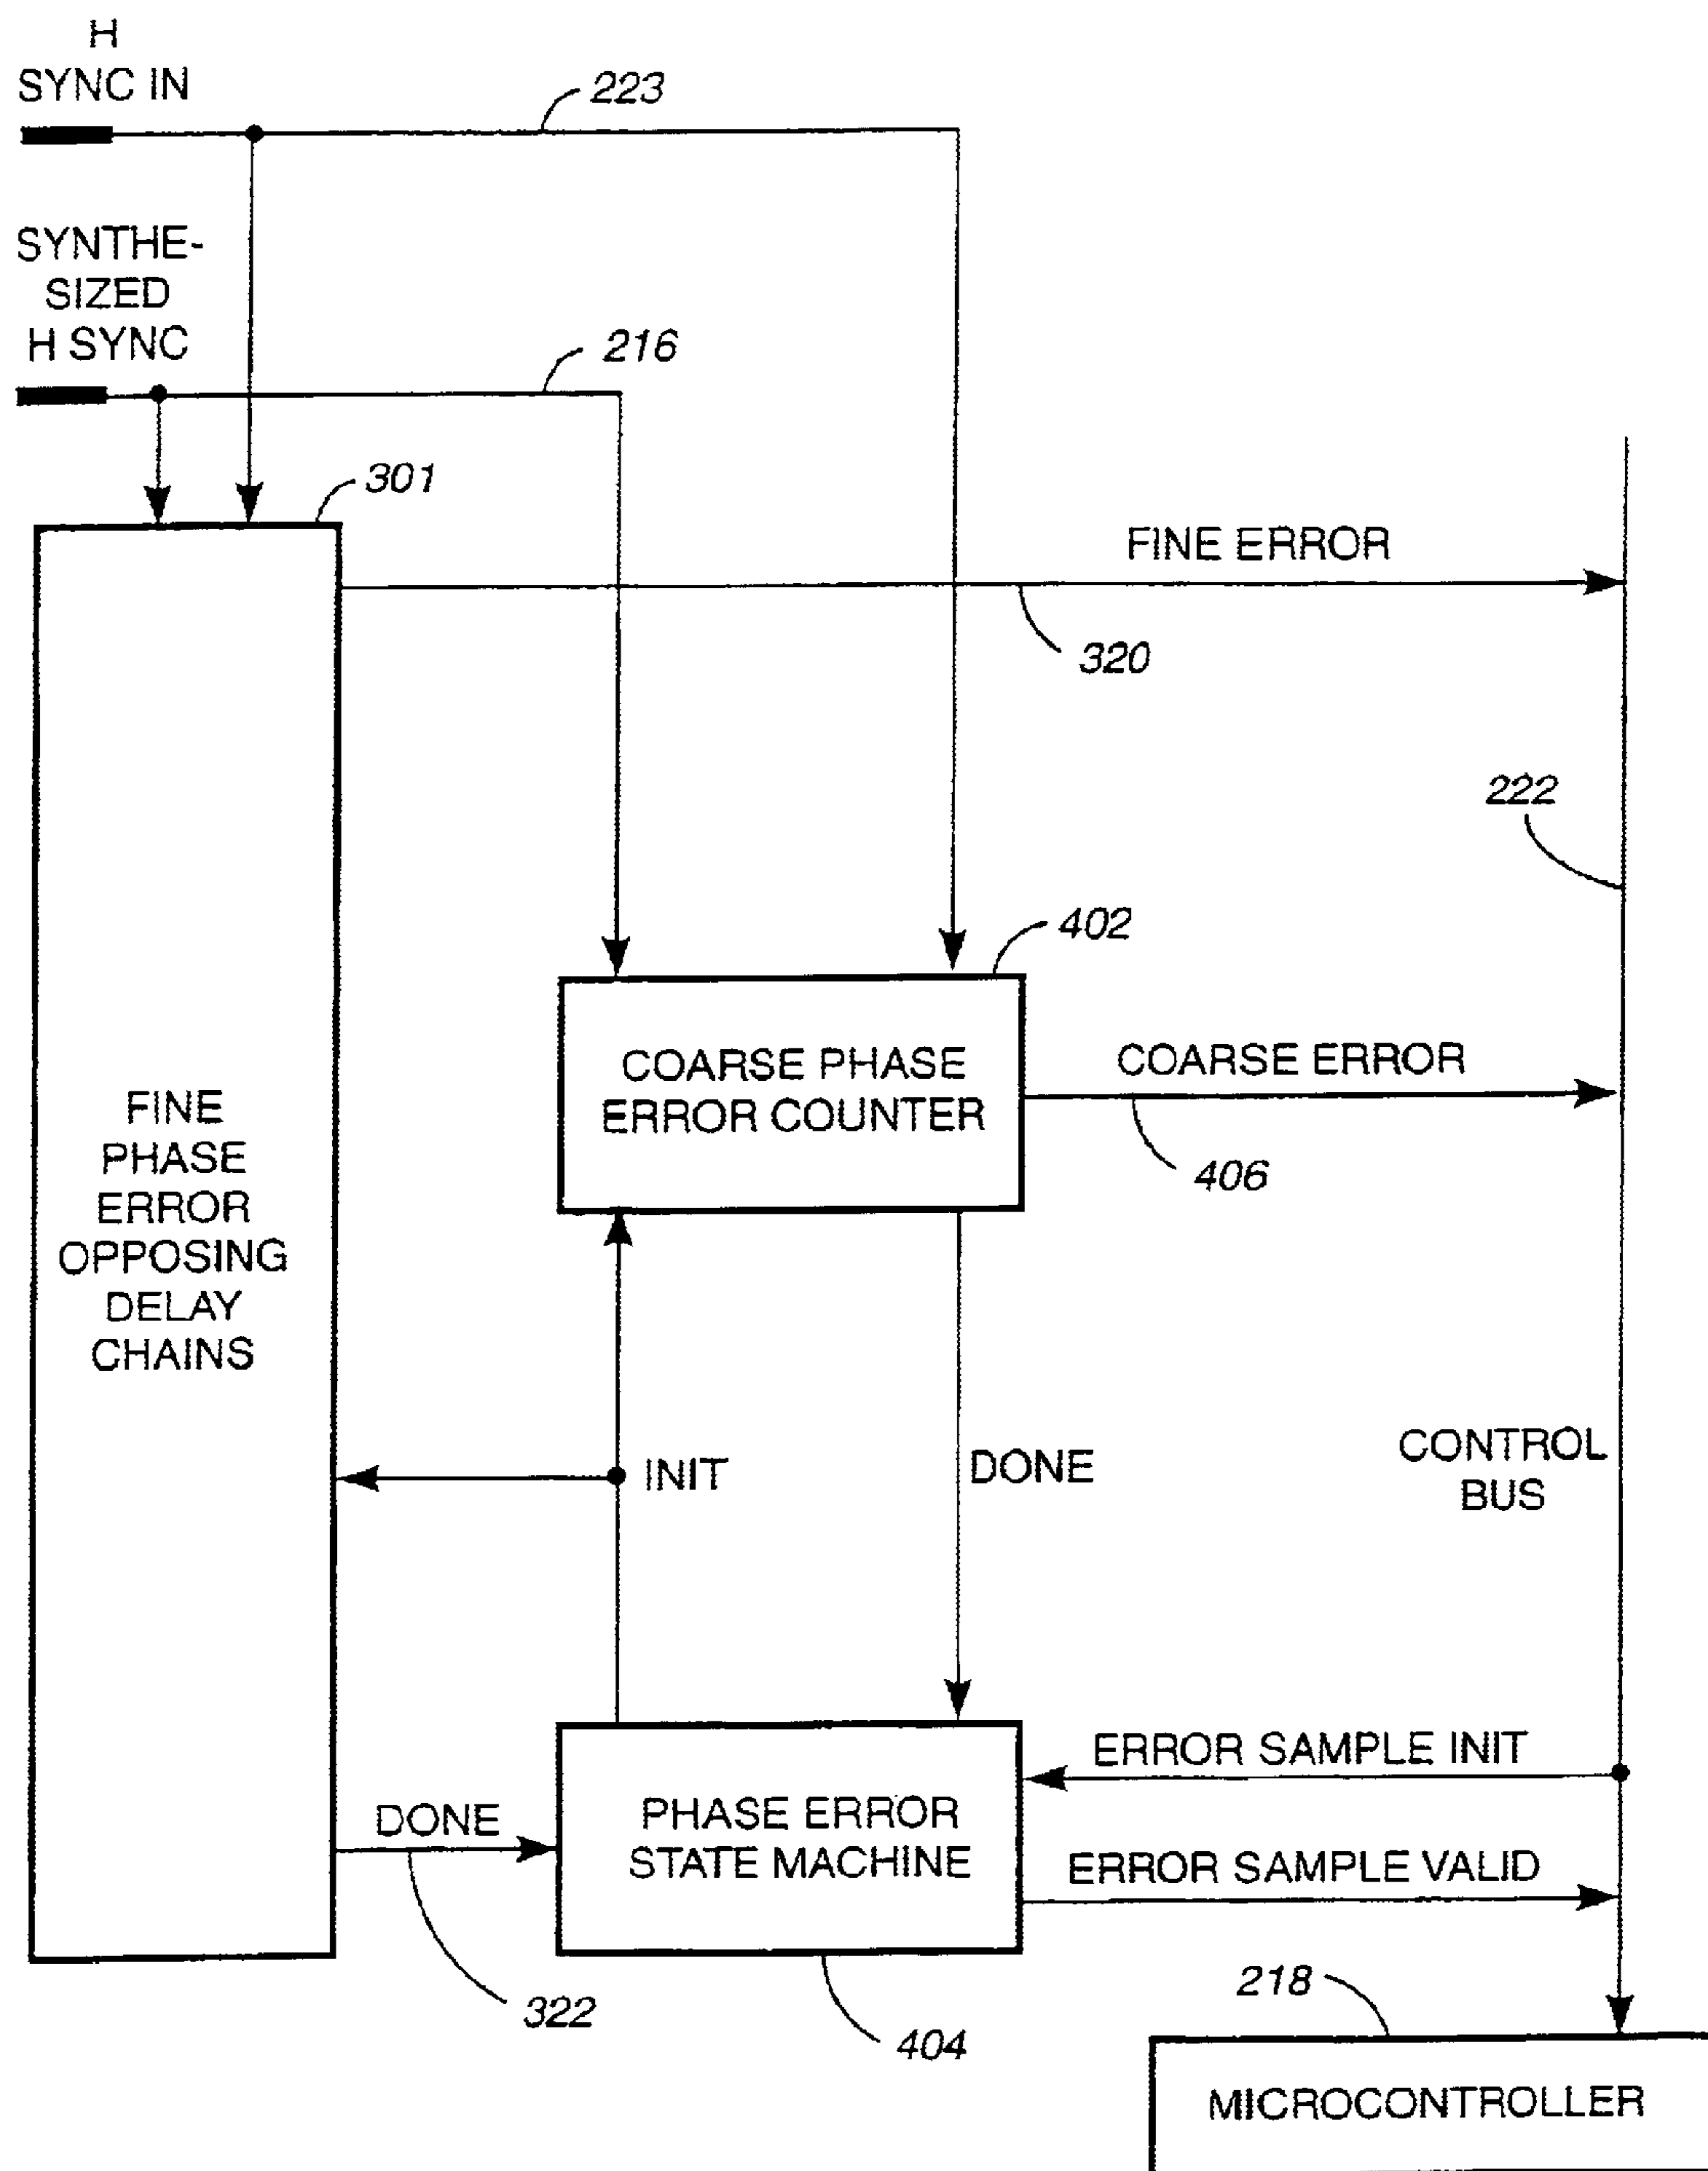 H
SYNC IN
223
SYNTHE-
SIZED
H SYNC
216
301
FINE ERROR
320
222
402
COARSE PHASE
ERROR COUNTER
COARSE ERROR
406
FINE
PHASE
ERROR
OPPOSING
DELAY
CHAINS
INIT
DONE
CONTROL
BUS
ERROR SAMPLE INIT
DONE
PHASE ERROR
STATE MACHINE
ERROR SAMPLE VALID
322
404
218
MICROCONTROLLER